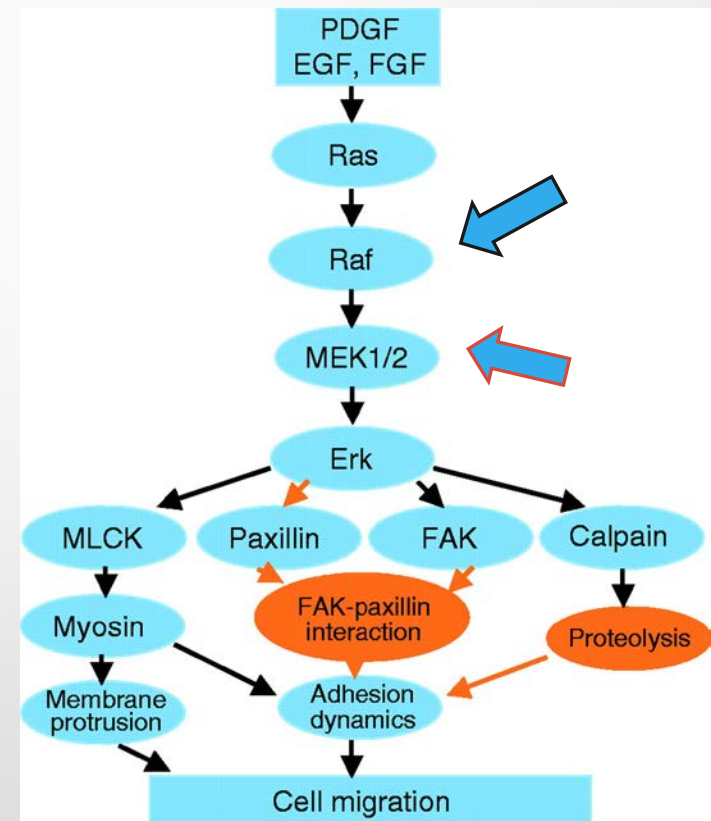 PDGF
EGF, FGF
Ras
Raf
MEK1/2
Erk
MLCK
Paxillin
FAK
Calpain
FAK-paxillin
interaction
Myosin
Proteolysis
Membrane
protrusion
Adhesion
dynamics
Cell migration